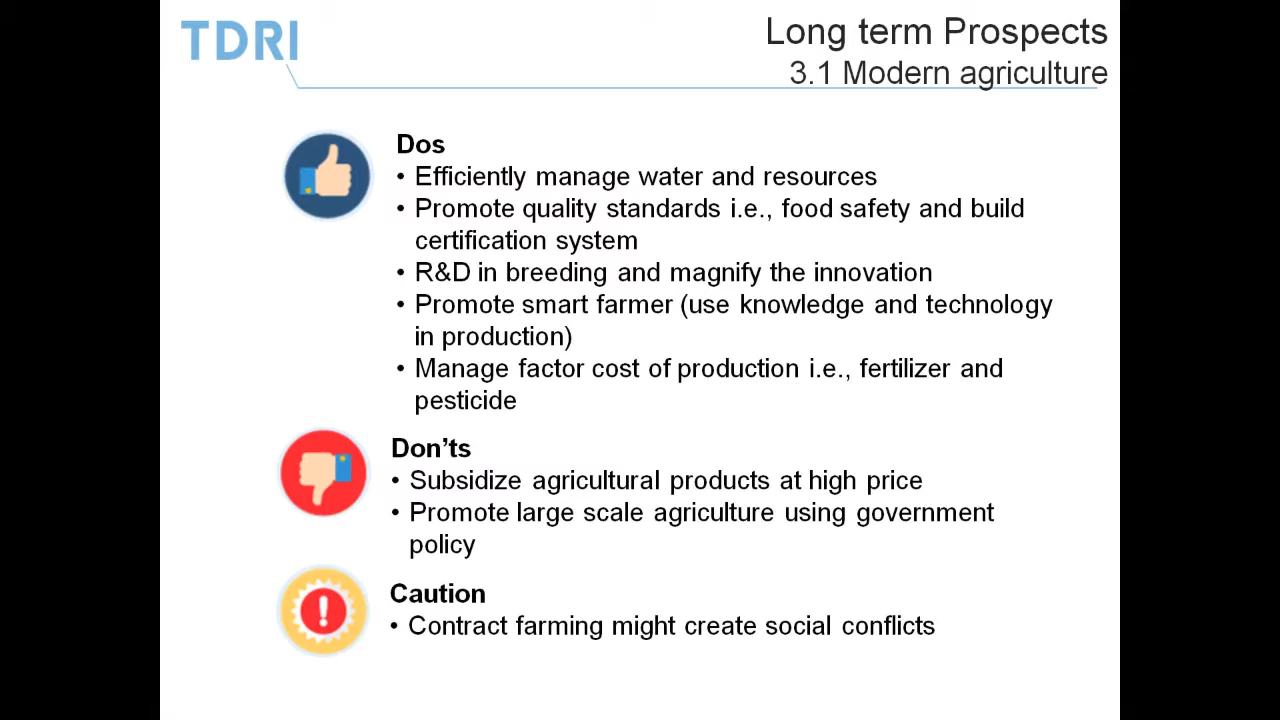 TDRI
Long term Prospects
3.1 Modern agriculture
Dos
• Efficiently manage water and resources
• Promote quality standards i.e., food safety and build
certification system
• R&D in breeding and magnify the innovation
• Promote smart farmer (use knowledge and technology
in production)
• Manage factor cost of production i.e., fertilizer and
pesticide
Don’ts
• Subsidize agricultural products at high price
• Promote large scale agriculture using government
policy
Caution
• Contract farming might create social conflicts